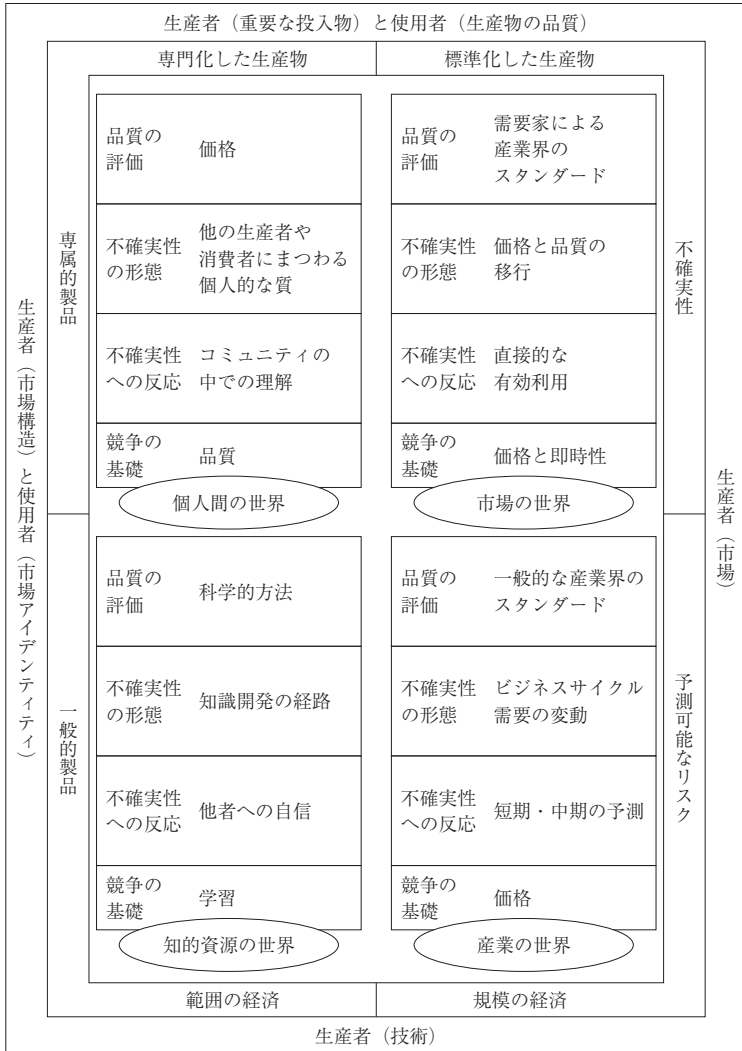 生産者（重要な投入物）と使用者（生産物の品質）
専門化した生産物
標準化した生産物
生産者（市場構造）と使用者（市場アイデンティティ）
専属的製品
品質の
評価
価格
不確実性
の形態
他の生産者や
消費者にまつわる
個人的な質
不確実性
への反応
コミュニティの
中での理解
競争の
基礎
品質
個人間の世界
品質の
評価
需要家による
産業界の
スタンダード
不確実性
の形態
価格と品質の
移行
不確実性
への反応
直接的な
有効利用
競争の
基礎
価格と即時性
市場の世界
不確実性
生産者（市場）
一般的製品
品質の
評価
科学的方法
不確実性
の形態
知識開発の経路
不確実性
への反応
他者への自信
競争の
基礎
学習
知的資源の世界
品質の
評価
一般的な産業界の
スタンダード
不確実性
の形態
ビジネスサイクル
需要の変動
不確実性
への反応
短期・中期の予測
競争の
基礎
価格
産業の世界
予測可能なリスク
範囲の経済
規模の経済
生産者（技術）